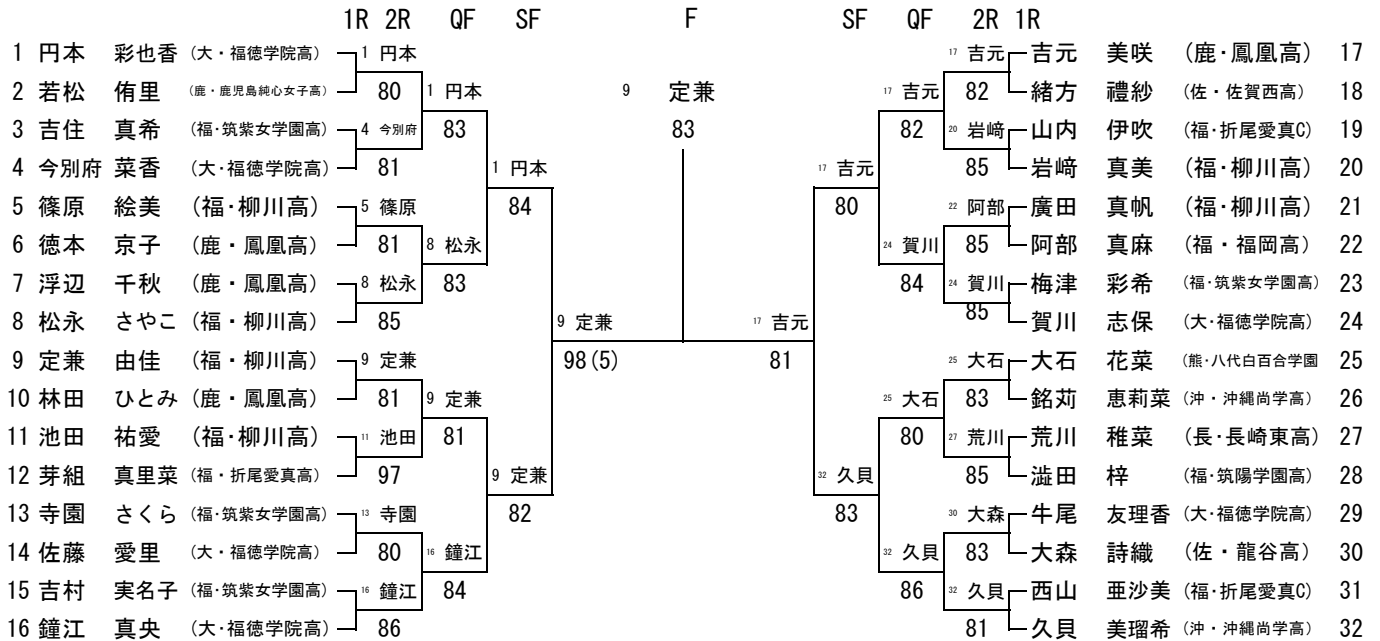 1R 2R QF SF F SF QF 2R 1R
1 円本 彩也香 (大・福徳学院高) 1 円本 17 吉元 吉元 美咲 (鹿・鳳凰高) 17
2 若松 侑里 (鹿・鹿児島純心女子高) 80 1 円本 9 定兼 17 吉元 82 緒方 禮紗 (佐・佐賀西高) 18
3 吉住 真希 (福・筑紫女学園高) 4 今別府 83 83 82 20 岩﨑 山内 伊吹 (福・折尾愛真C) 19
4 今別府 菜香 (大・福徳学院高) 81 1 円本 17 吉元 85 岩﨑 真美 (福・柳川高) 20
5 篠原 絵美 (福・柳川高) 5 篠原 84 80 22 阿部 廣田 真帆 (福・柳川高) 21
6 徳本 京子 (鹿・鳳凰高) 81 8 松永 24 賀川 85 阿部 真麻 (福・福岡高) 22
7 浮辺 千秋 (鹿・鳳凰高) 8 松永 83 84 24 賀川 梅津 彩希 (福・筑紫女学園高) 23
8 松永 さやこ (福・柳川高) 85 9 定兼 17 吉元 85 賀川 志保 (大・福徳学院高) 24
9 定兼 由佳 (福・柳川高) 9 定兼 98(5) 81 25 大石 大石 花菜 (熊・八代白百合学園 25
10 林田 ひとみ (鹿・鳳凰高) 81 9 定兼 25 大石 83 銘苅 恵莉菜 (沖・沖縄尚学高) 26
11 池田 祐愛 (福・柳川高) 11 池田 81 80 27 荒川 荒川 稚菜 (長・長崎東高) 27
12 芽組 真里菜 (福・折尾愛真高) 97 9 定兼 32 久貝 85 澁田 梓 (福・筑陽学園高) 28
13 寺園 さくら (福・筑紫女学園高) 13 寺園 82 83 30 大森 牛尾 友理香 (大・福徳学院高) 29
14 佐藤 愛里 (大・福徳学院高) 80 16 鐘江 32 久貝 83 大森 詩織 (佐・龍谷高) 30
15 吉村 実名子 (福・筑紫女学園高) 16 鐘江 84 86 32 久貝 西山 亜沙美 (福・折尾愛真C) 31
16 鐘江 真央 (大・福徳学院高) 86 81 久貝 美瑠希 (沖・沖縄尚学高) 32